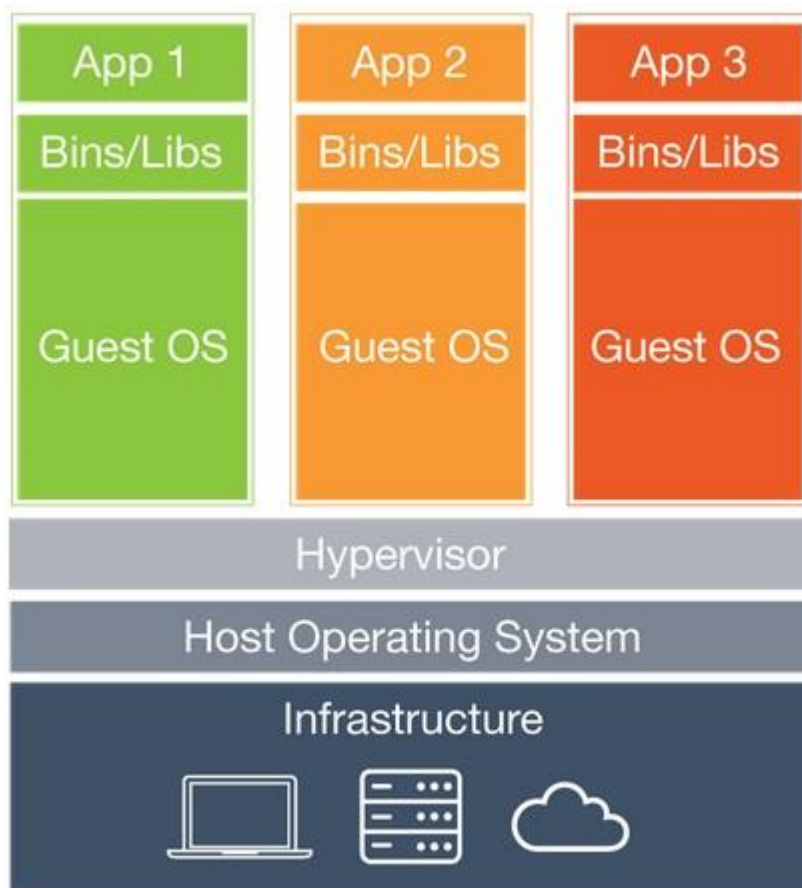 App 1
App 2
App 3
Bins/Libs
Bins/Libs
Bins/Libs
Guest OS
Guest OS
Guest OS
Hypervisor
Host Operating System
Infrastructure